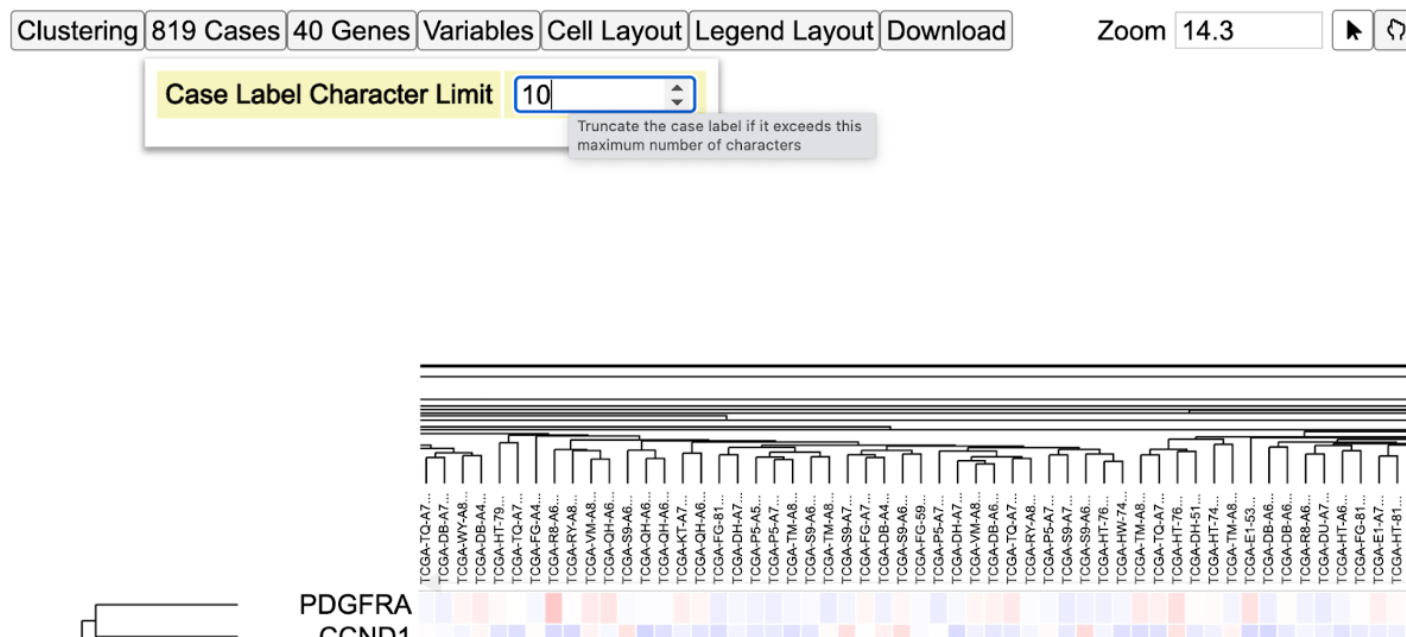 Clustering 819 Cases 40 Genes Variables Cell Layout Legend Layout Download Zoom 14.3
Case Label Character Limit 10
Truncate the case label if it exceeds this
maximum number of characters
TCGA-TQ-A7...
TCGA-DB-A7...
TCGA-WY-A8...
TCGA-DB-A4...
TCGA-HT-79...
TCGA-TQ-A7...
TCGA-FG-A4...
TCGA-R8-A6...
TCGA-RY-A8...
TCGA-VM-A8...
TCGA-QH-A6...
TCGA-S9-A6...
TCGA-QH-A6...
TCGA-QH-A6...
TCGA-KT-A7...
TCGA-QH-A6...
TCGA-FG-81...
TCGA-DH-A7...
TCGA-P5-A5...
TCGA-P5-A7...
TCGA-TM-A8...
TCGA-S9-A6...
TCGA-TM-A8...
TCGA-S9-A7...
TCGA-FG-A7...
TCGA-DB-A4...
TCGA-S9-A6...
TCGA-FG-59...
TCGA-P5-A7...
TCGA-DH-A7...
TCGA-VM-A8...
TCGA-DB-A6...
TCGA-TQ-A7...
TCGA-RY-A8...
TCGA-P5-A7...
TCGA-S9-A7...
TCGA-S9-A6...
TCGA-HT-76...
TCGA-HW-74...
TCGA-TM-A8...
TCGA-TQ-A7...
TCGA-HT-76...
TCGA-DH-51...
TCGA-HT-74...
TCGA-TM-A8...
TCGA-E1-53...
TCGA-DB-A6...
TCGA-DB-A6...
TCGA-R8-A6...
TCGA-DU-A7...
TCGA-HT-A6...
TCGA-FG-81...
TCGA-E1-A7...
TCGA-HT-81...
PDGFRA
CCND1